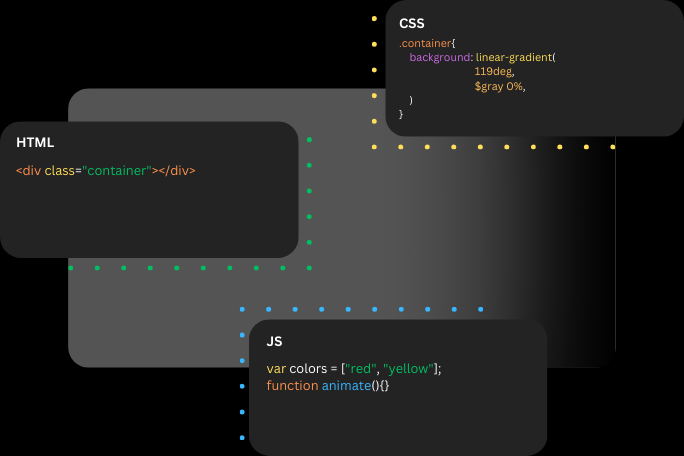 CSS
.container{
background: linear-gradient(
119deg,
$gray 0%,
)
}
HTML
<div class="container"></div>
JS
var colors = ["red", "yellow"];
function animate(){}